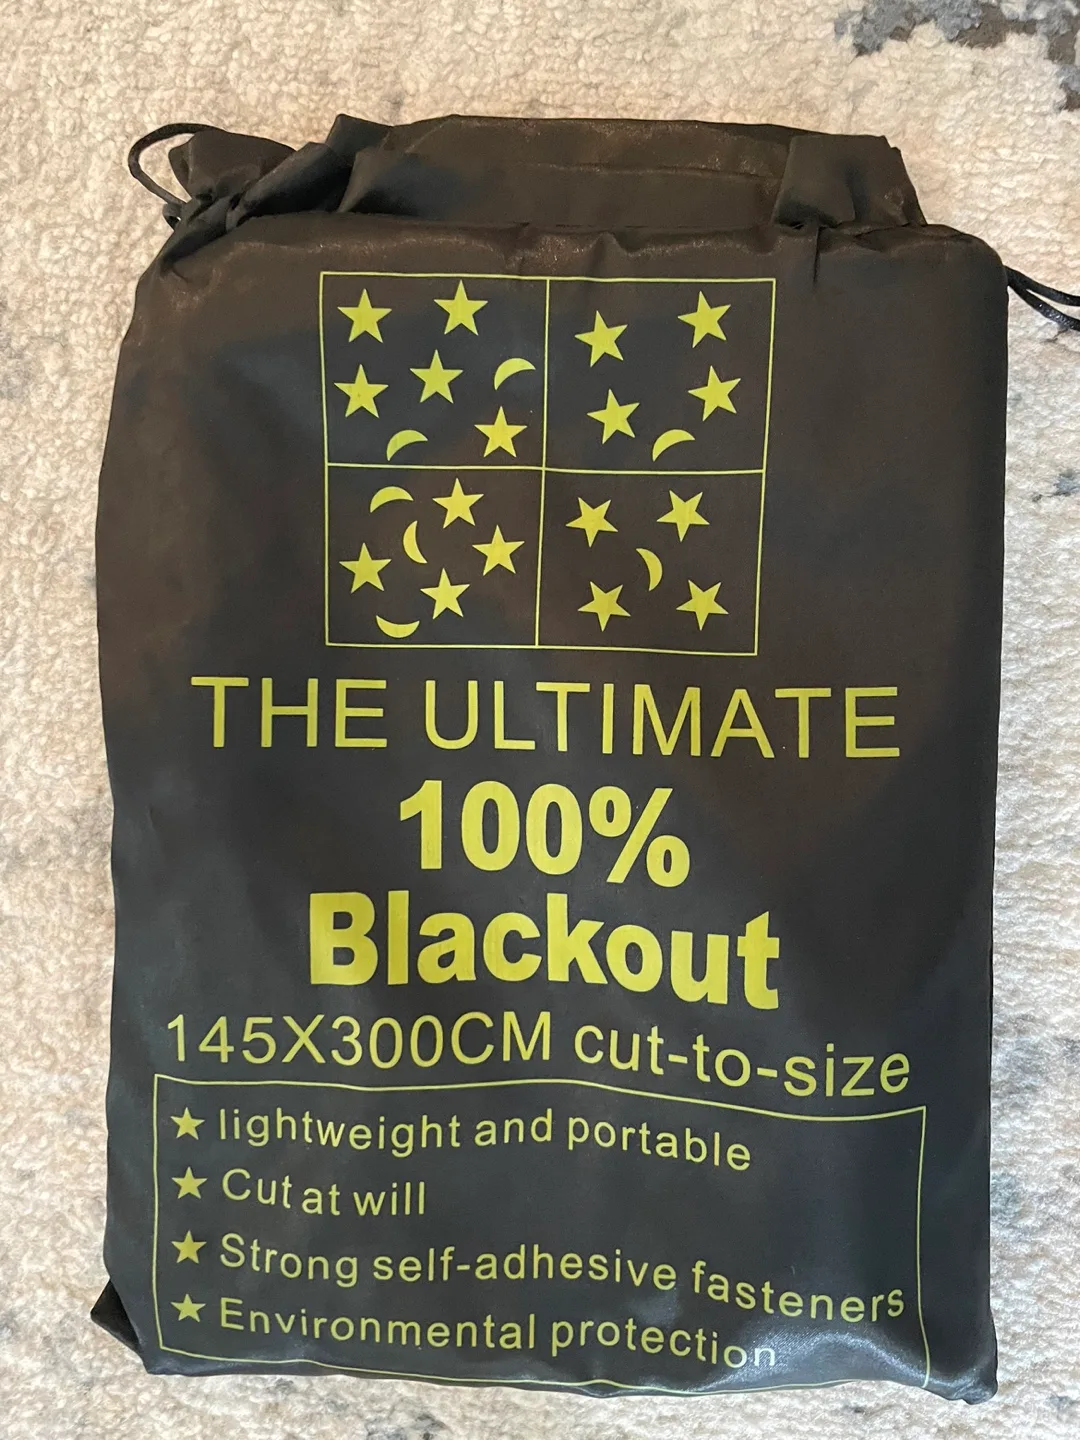 THE ULTIMATE
100%
Blackout
145X300CM cut-to-size
★ lightweight and portable
★ Cut at will
★ Strong self-adhesive fasteners
★ Environmental protection